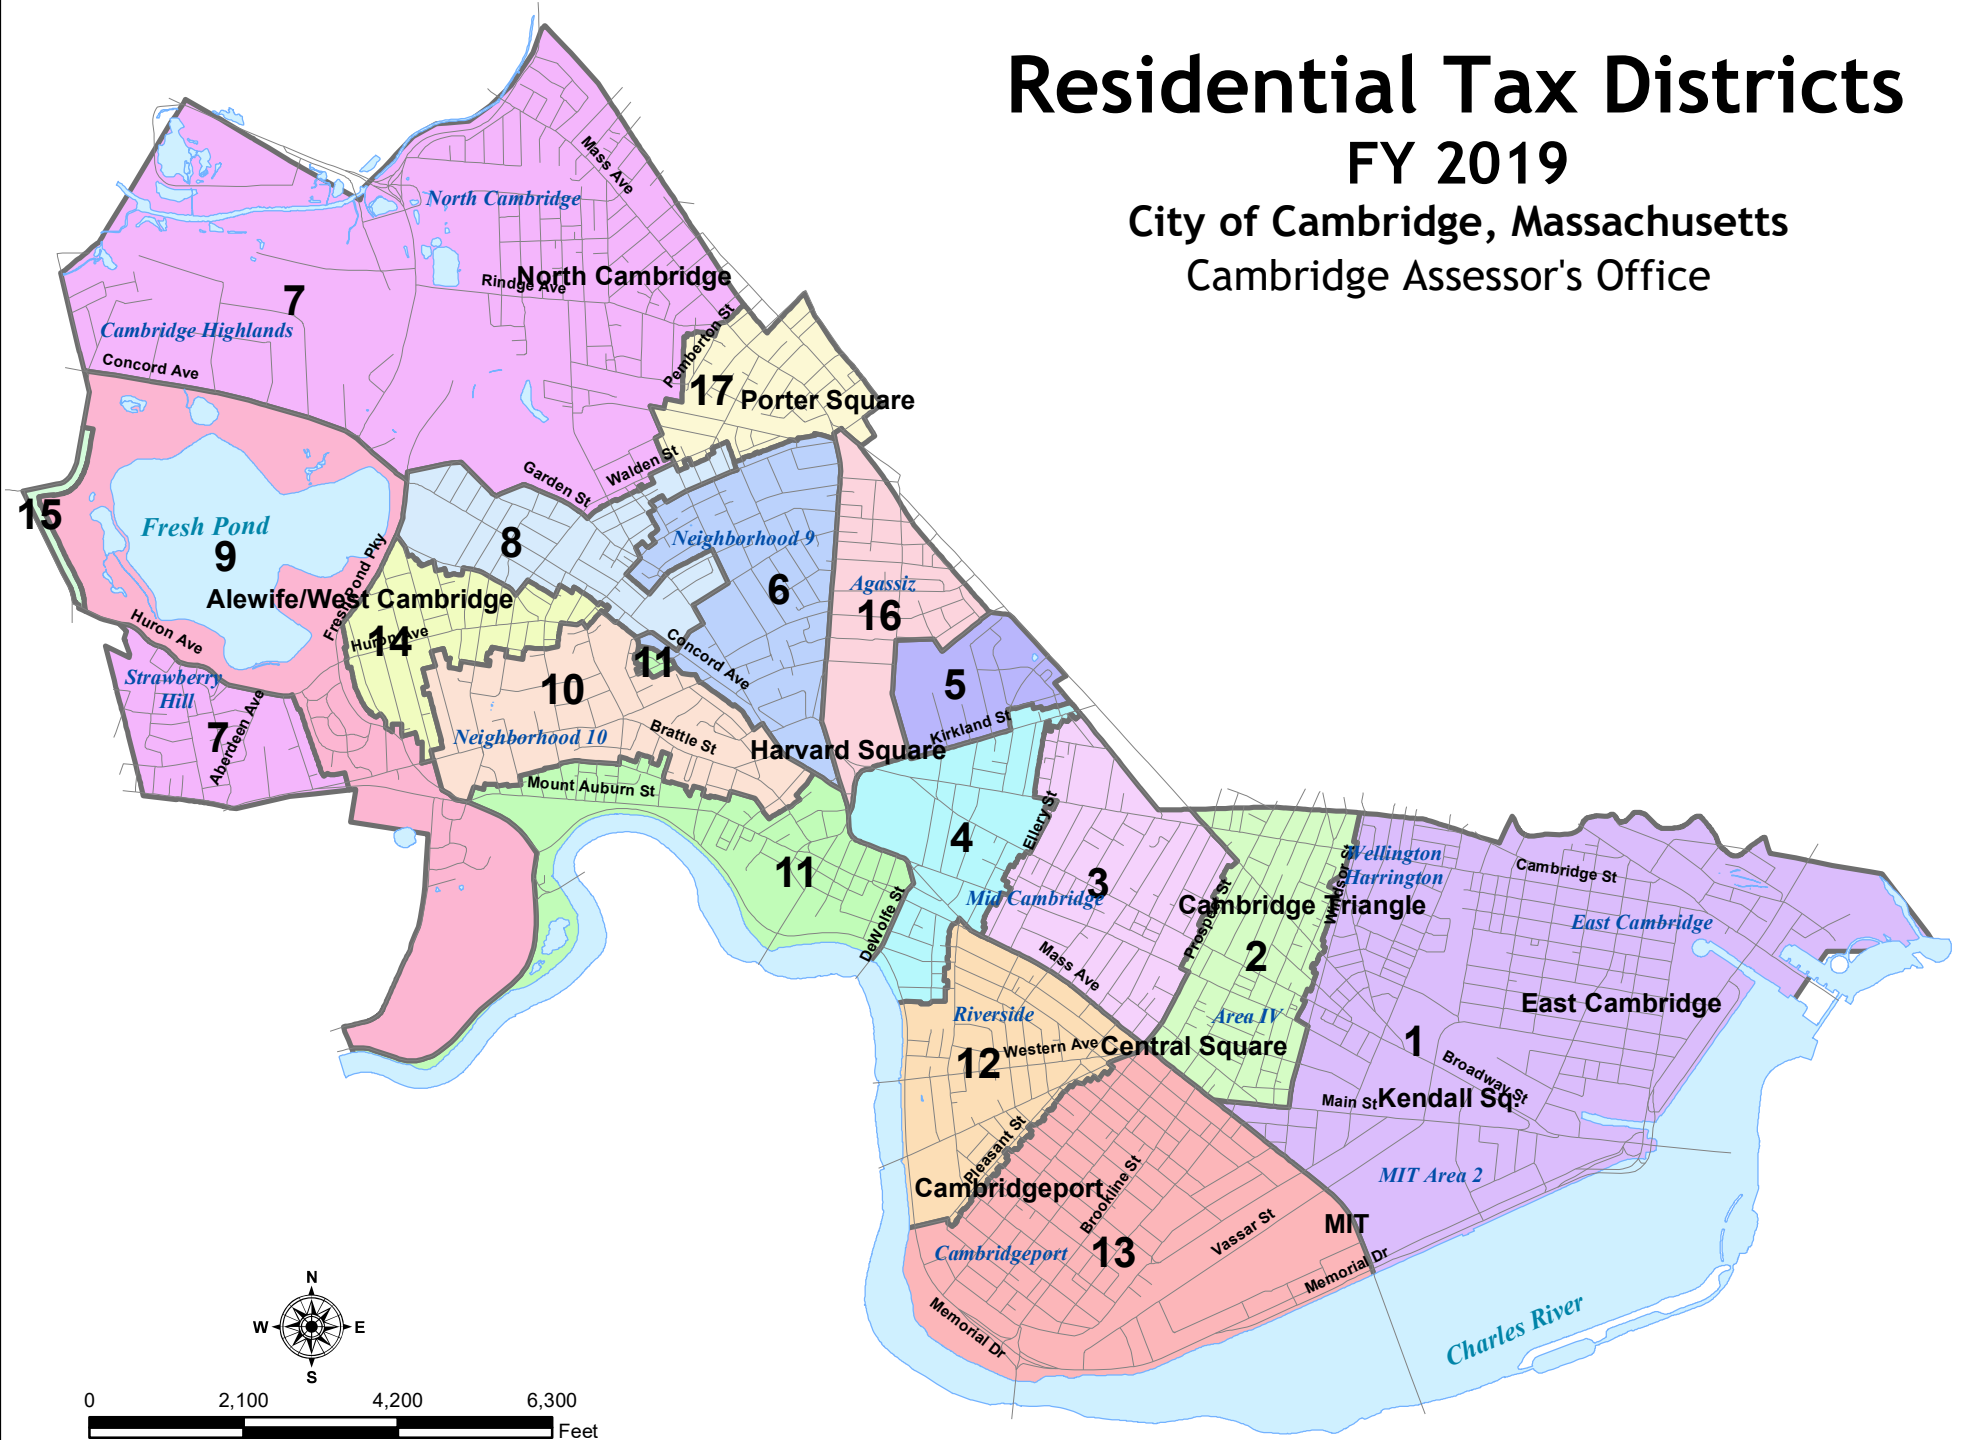 Residential Tax Districts
FY 2019
City of Cambridge, Massachusetts
Cambridge Assessor's Office
Mass Ave
North Cambridge
North Cambridge
Rindge Ave
7
Cambridge Highlands
Concord Ave
Pemberton St
17
Porter Square
Walden St
Garden St
15
Fresh Pond
9
8
Neighborhood 9
6
Agassiz
16
Fresh Pond Pky
Alewife/West Cambridge
Huron Ave
Huron Ave
14
11
Concord Ave
Strawberry
Hill
7
Aberdeen Ave
10
Neighborhood 10
Brattle St
5
Kirkland St
Harvard Square
Mount Auburn St
11
DeWolfe St
4
Ellery St
Mid Cambridge
3
Mass Ave
Prospect St
Cambridge Triangle
Windsor St
Wellington
Harrington
Cambridge St
East Cambridge
2
Area IV
East Cambridge
1
Riverside
12
Western Ave
Central Square
Broadway St
Main St
Kendall Sq.
Pleasant St
Cambridgeport
Brookline St
MIT Area 2
MIT
Vassar St
Cambridgeport
13
Memorial Dr
Memorial Dr
Charles River
N
W
E
S
0
2,100
4,200
6,300
Feet